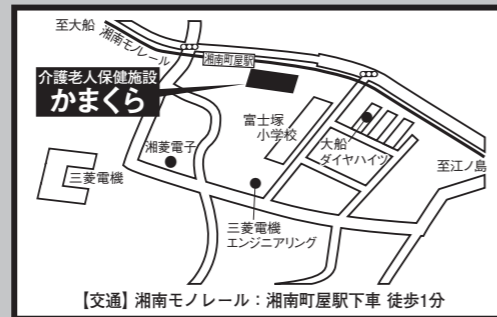 至大船
湘南モノレール
湘南町屋駅
介護老人保健施設
かまくら
富士塚
小学校
湘菱電子
大船
ダイヤハイツ
三菱電機
至江ノ島
三菱電機
エンジニアリング
【交通】湘南モノレール：湘南町屋駅下車 徒歩1分